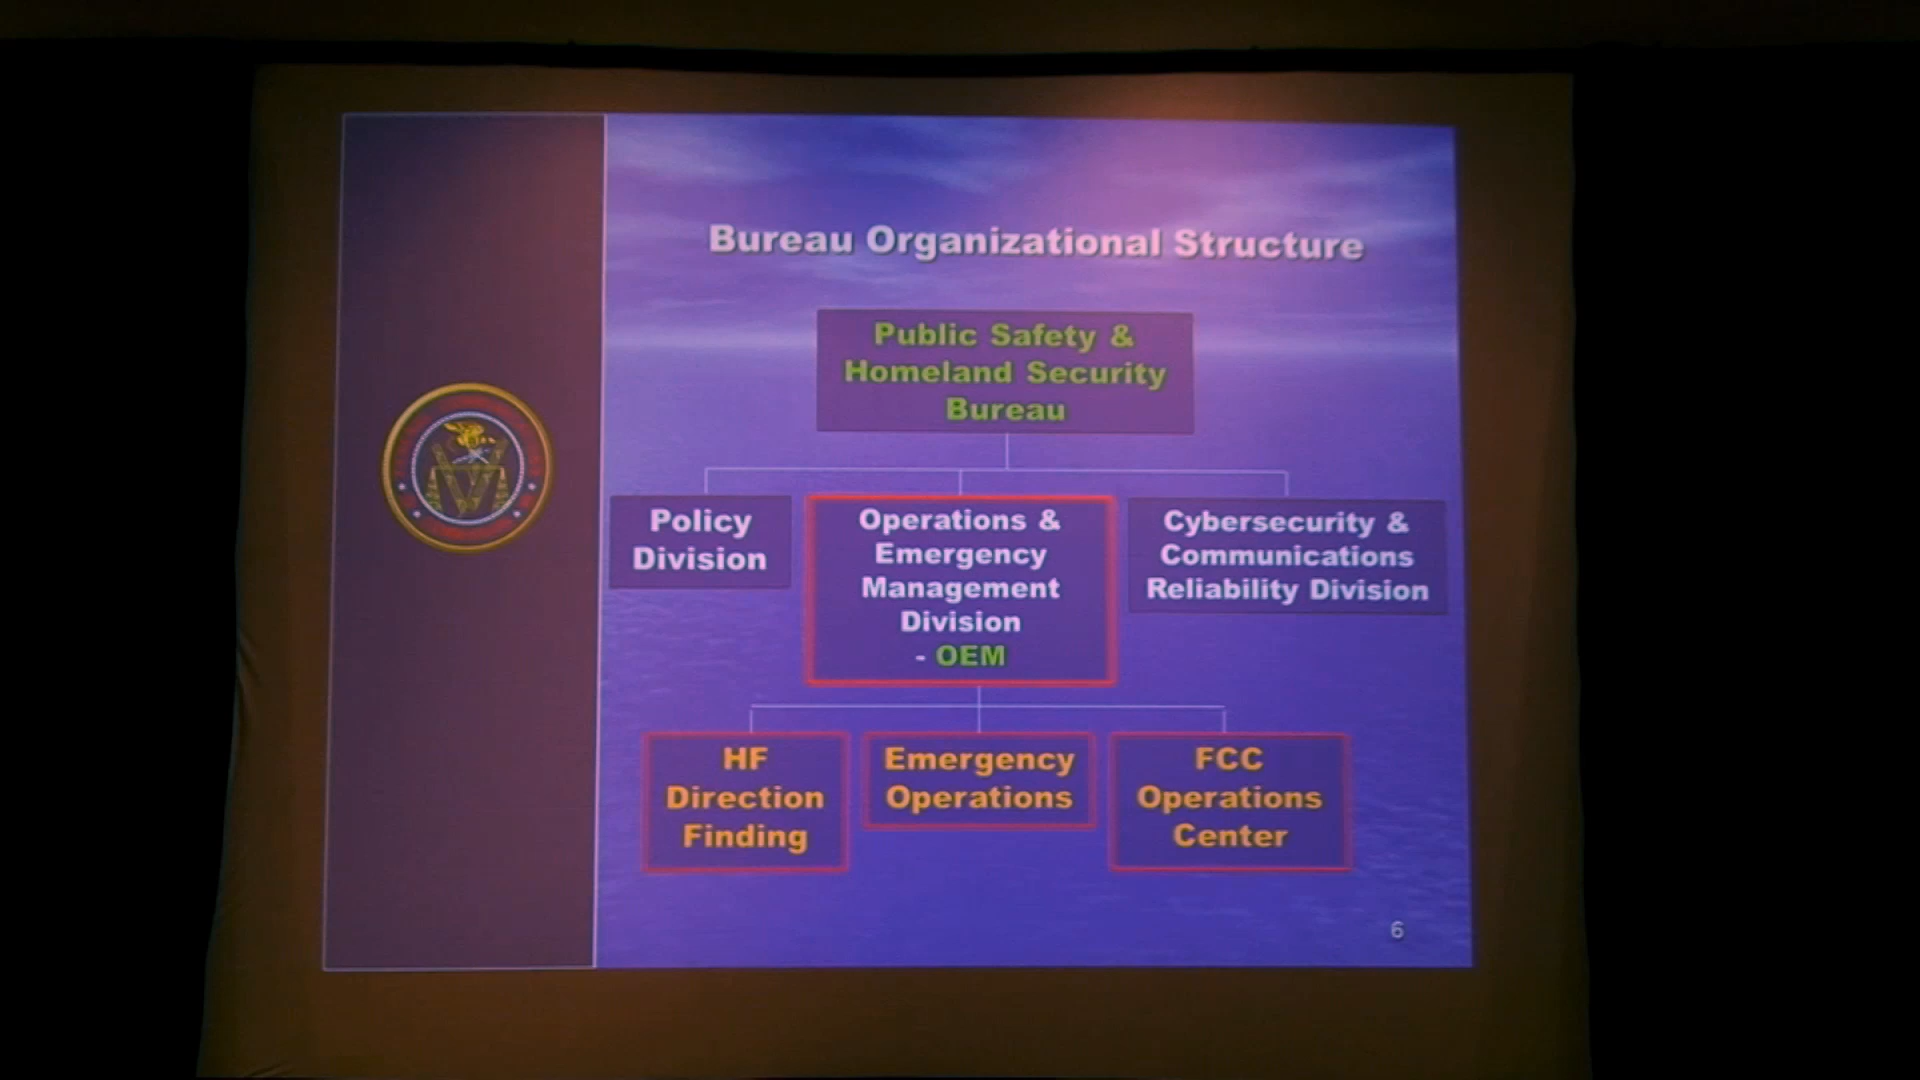 Bureau Organizational Structure
Public Safety &
Homeland Security
Bureau
Policy
Division
Operations &
Emergency
Management
Division
- OEM
Cybersecurity &
Communications
Reliability Division
HF
Direction
Finding
Emergency
Operations
FCC
Operations
Center
6